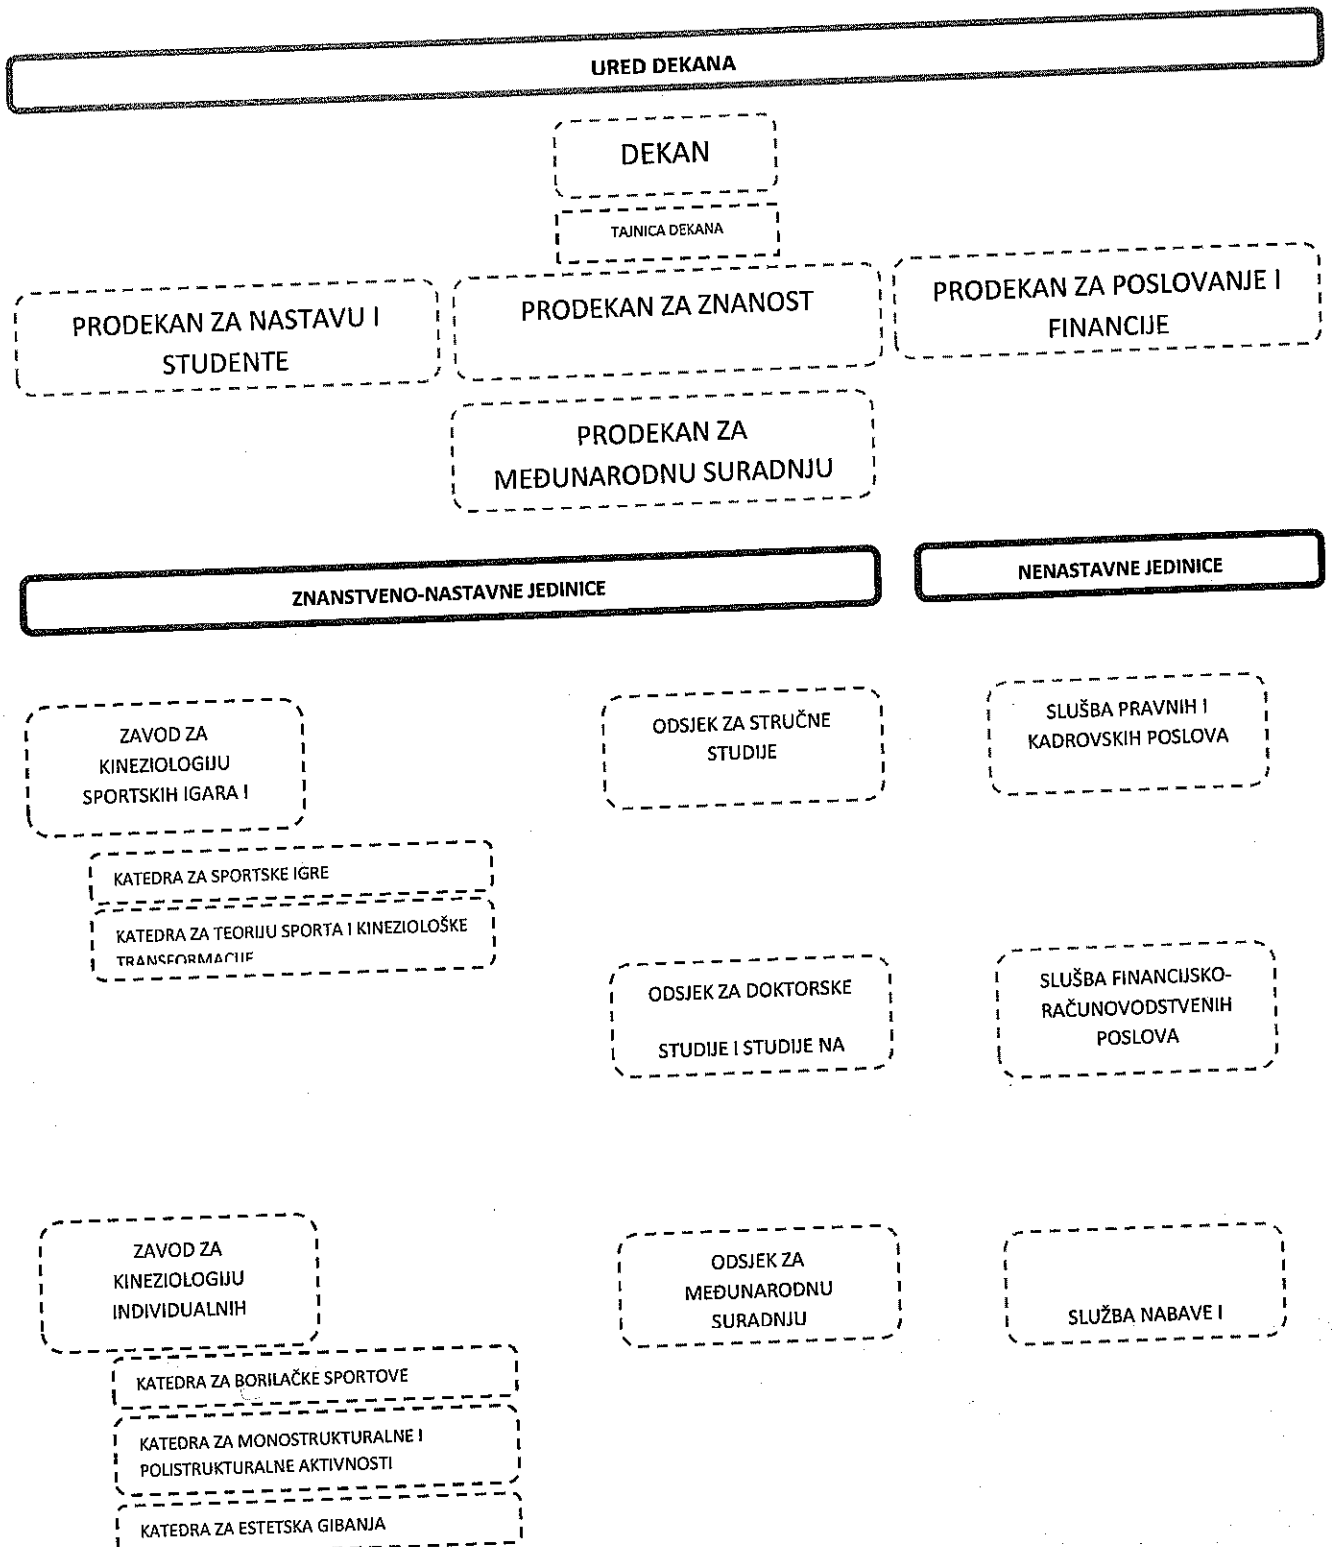 URED DEKANA
DEKAN
TAJNICA DEKANA
PRODEKAN ZA NASTAVU I
STUDENTE
PRODEKAN ZA ZNANOST
PRODEKAN ZA POSLOVANJE I
FINANCIJE
PRODEKAN ZA
MEĐUNARODNU SURADNJU
ZNANSTVENO-NASTAVNE JEDINICE
NENASTAVNE JEDINICE
ZAVOD ZA
KINEZIOLOGIJU
SPORTSKIH IGARA I
KATEDRA ZA SPORTSKE IGRE
KATEDRA ZA TEORIJU SPORTA I KINEZIOLOŠKE
TRANSFORMACIJE
ODSJEK ZA STRUČNE
STUDIJE
SLUŠBA PRAVNIH I
KADROVSKIH POSLOVA
ODSJEK ZA DOKTORSKE
STUDIJE I STUDIJE NA
SLUŠBA FINANCIJSKO-
RAČUNOVODSTVENIH
POSLOVA
ZAVOD ZA
KINEZIOLOGIJU
INDIVIDUALNIH
KATEDRA ZA BORILAČKE SPORTOVE
KATEDRA ZA MONOSTRUKTURALNE I
POLISTRUKTURALNE AKTIVNOSTI
KATEDRA ZA ESTETSKA GIBANJA
ODSJEK ZA
MEĐUNARODNU
SURADNJU
SLUŽBA NABAVE I